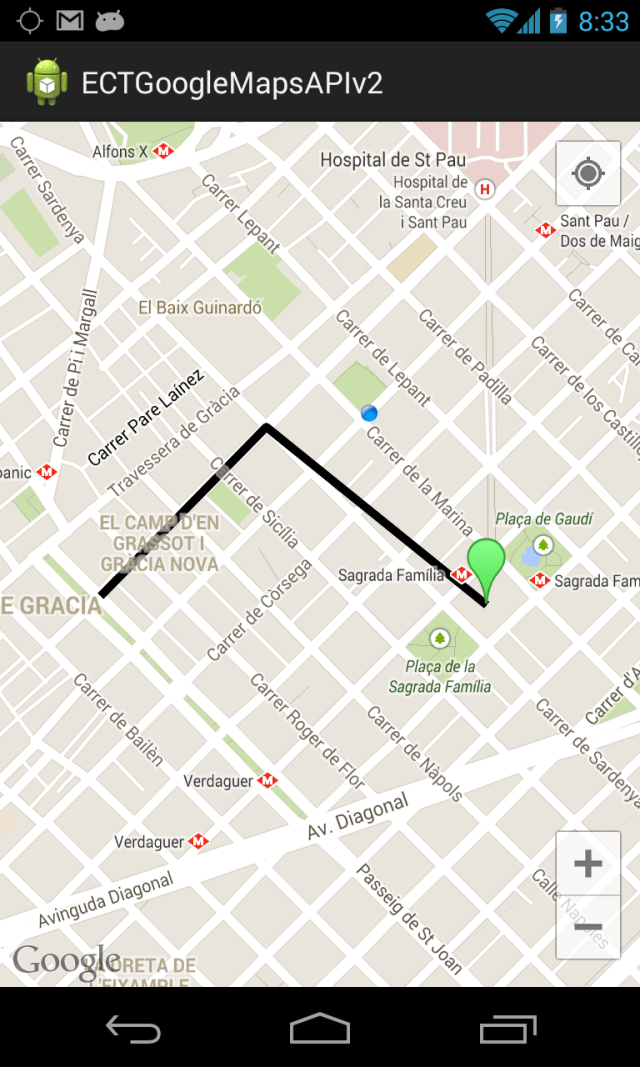 8:33
ECTGoogleMapsAPIv2
Alfons X
Carrer Sardenya
Hospital de St Pau
Hospital de
la Santa Creu
i Sant Pau
H
Carrer Lepant
M
Sant Pau /
Dos de Maig
El Baix Guinardó
Carrer de Pi i Margall
Carrer de Lepant
Carrer de Padilla
Carrer de Ca
Carrer de los Castill
Carrer Pare Laínez
Travessera de Gràcia
panic
M
Carrer de la Marina
Carrer de Sicília
EL CAMP D'EN
GRASSOT I
GRÀCIA NOVA
Plaça de Gaudí
Sagrada Família
M
M
Sagrada Fam
E GRACIA
Carrer de Còrsega
Plaça de la
Sagrada Família
Carrer de Bailèn
Carrer Roger de Flor
Carrer de Nàpols
Carrer de Sardenya
Carrer d'A
Verdaguer
M
Av. Diagonal
Verdaguer
M
Avinguda Diagonal
Passeig de St Joan
Calle Napoles
+
−
Google
DRETA DE
L'EIXAMPLE